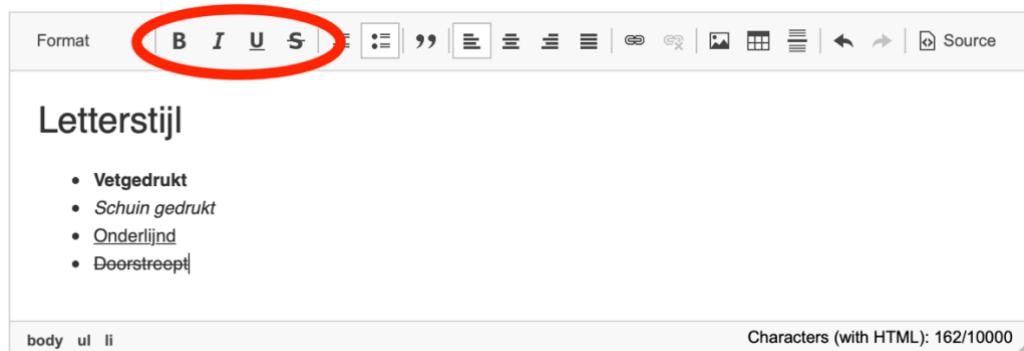 Format B I U S Source
Letterstijl
Vetgedrukt
Schuin gedrukt
Onderlijnd
Doorstreept
body ul li Characters (with HTML): 162/10000